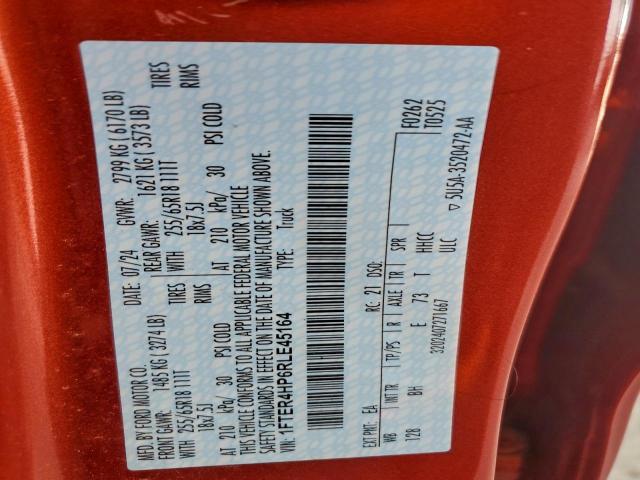 MFD. BY FORD MOTOR CO.
DATE: 07/24 GVWR: 2799 KG ( 6170 LB)
FRONT GAWR: 1485 KG ( 3274 LB) REAR GAWR: 1621 KG ( 3573 LB)
WITH 255/65R18 111T TIRES
18x7.5J RIMS
AT 210 kPa/ 30 PSI COLD
WITH 255/65R18 111T TIRES
18x7.5J RIMS
AT 210 kPa/ 30 PSI COLD
THIS VEHICLE CONFORMS TO ALL APPLICABLE FEDERAL MOTOR VEHICLE
SAFETY STANDARDS IN EFFECT ON THE DATE OF MANUFACTURE SHOWN ABOVE.
VIN: 1FTER4HP6RLE45164
TYPE: Truck
F0262
T0525
EXT PNT: EA RC: 21 DSO:
WB INT TR TP/PS R AXLE TR SPR
128 BH E 73 T HHCC
3202407271667 ULC
▽ 5U5A-3520472-AA